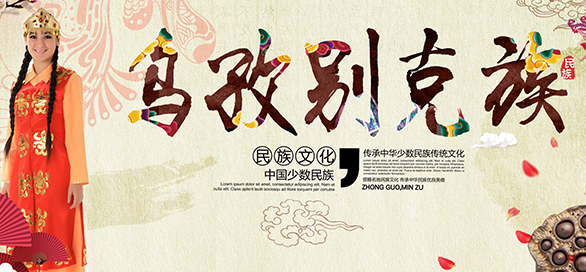 乌孜别克族
民族
民族文化
中国少数民族
Lorem ipsum dolor sit amet, consectetur adipiscing elit
传承中华少数民族传统文化
ZHONG GUO,MIN ZU